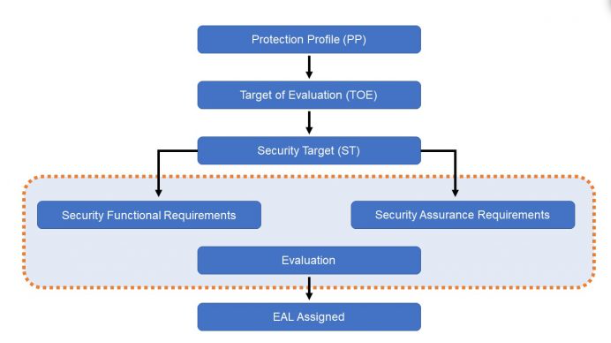 Protection Profile (PP)
Target of Evaluation (TOE)
Security Target (ST)
Security Functional Requirements
Security Assurance Requirements
Evaluation
EAL Assigned